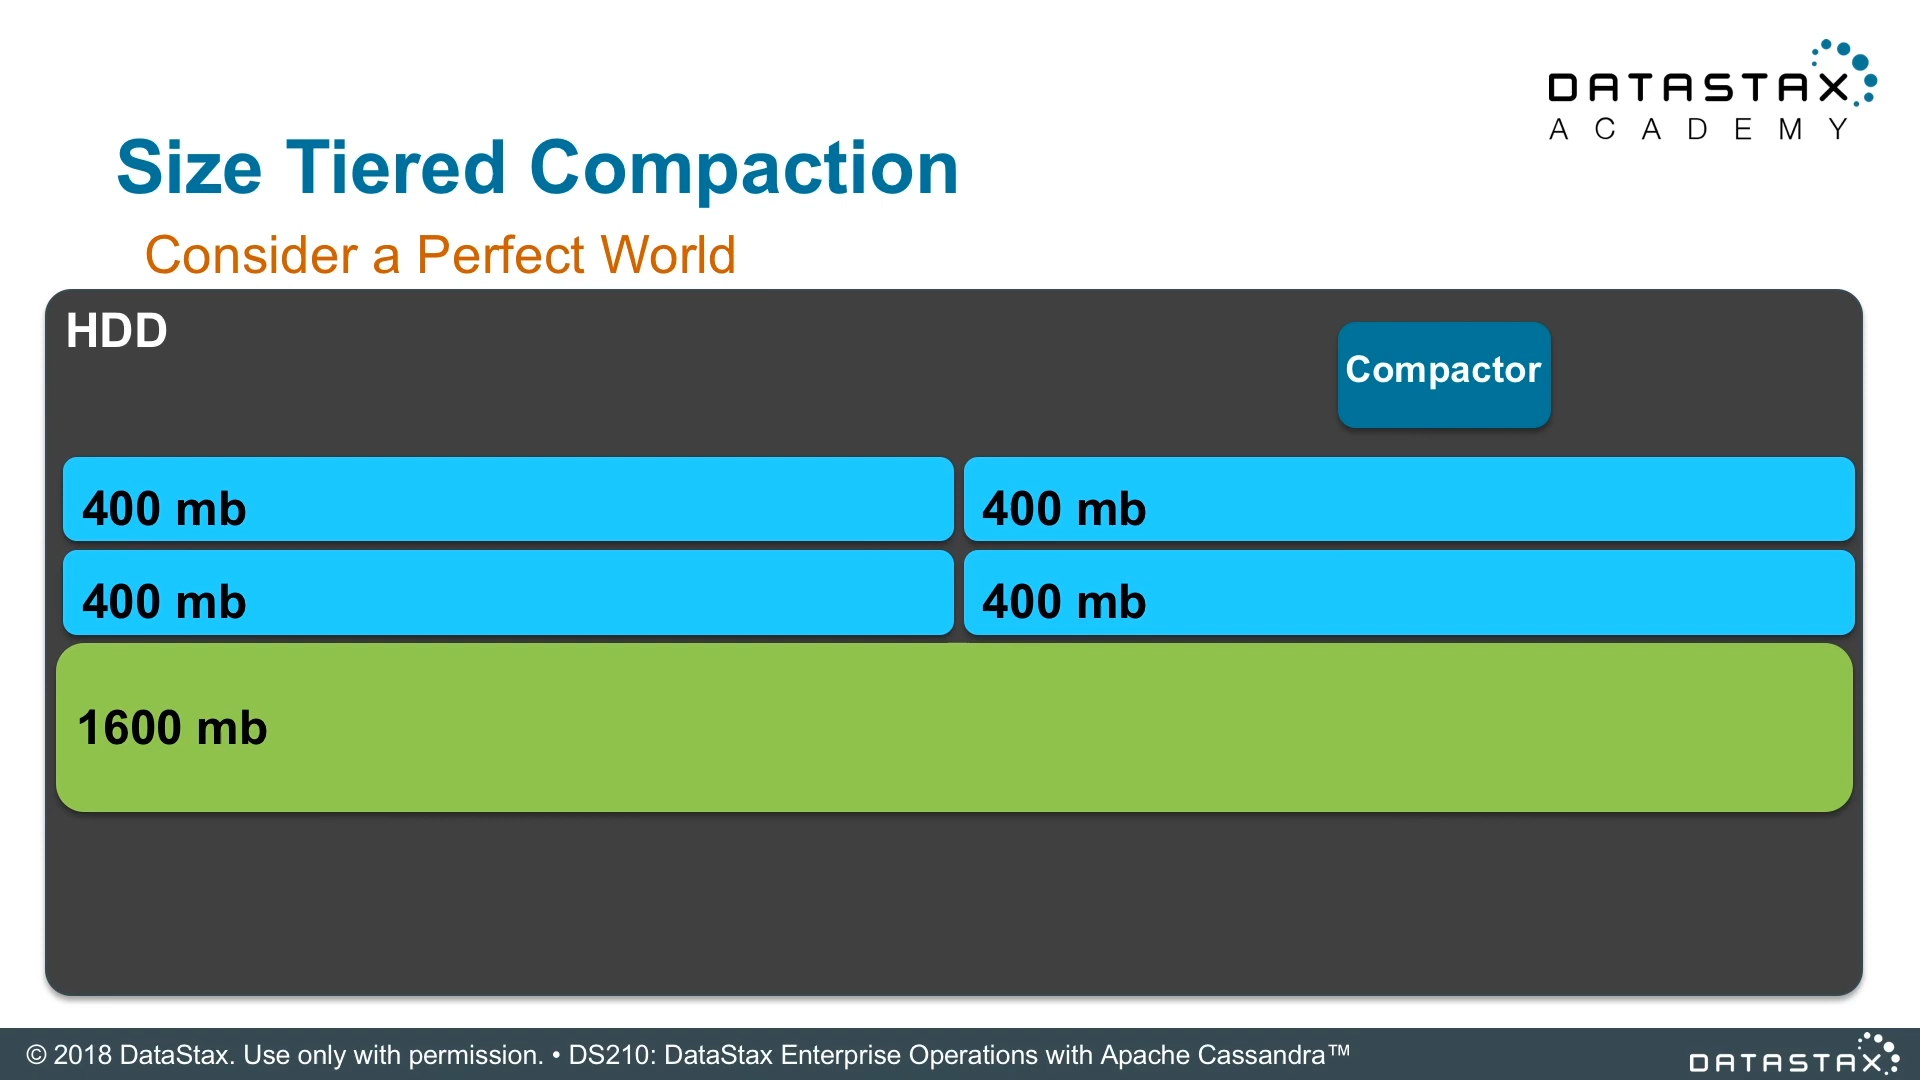 DATASTAX
ACADEMY
Size Tiered Compaction
Consider a Perfect World
HDD
Compactor
400 mb
400 mb
400 mb
400 mb
1600 mb
© 2018 DataStax. Use only with permission. • DS210: DataStax Enterprise Operations with Apache Cassandra™
DATASTAX